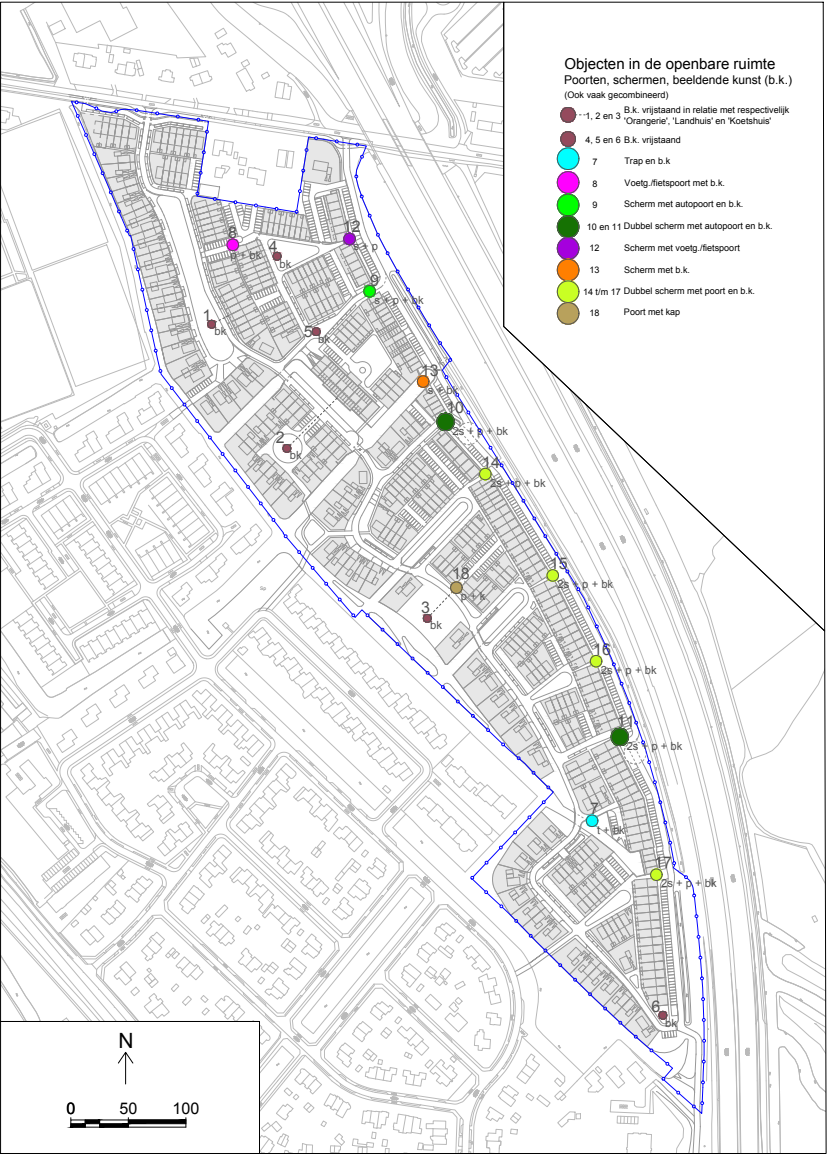 Objecten in de openbare ruimte
Poorten, schermen, beeldende kunst (b.k.)
(Ook vaak gecombineerd)
1, 2 en 3 B.k. vrijstaand in relatie met respectivelijk
'Orangerie', 'Landhuis' en 'Koetshuis'
4, 5 en 6 B.k. vrijstaand
7 Trap en b.k
8 Voetg./fietspoort met b.k.
9 Scherm met autopoort en b.k.
10 en 11 Dubbel scherm met autopoort en b.k.
12 Scherm met voetg./fietspoort
13 Scherm met b.k.
14 t/m 17 Dubbel scherm met poort en b.k.
18 Poort met kap
8
p + bk
4
bk
12
s + p
9
s + p + bk
1
bk
5
bk
13
s + bk
10
2s + p + bk
2
bk
14
2s + p + bk
15
2s + p + bk
18
p + k
3
bk
16
2s + p + bk
11
2s + p + bk
7
t + bk
17
2s + p + bk
6
bk
N
0 50 100